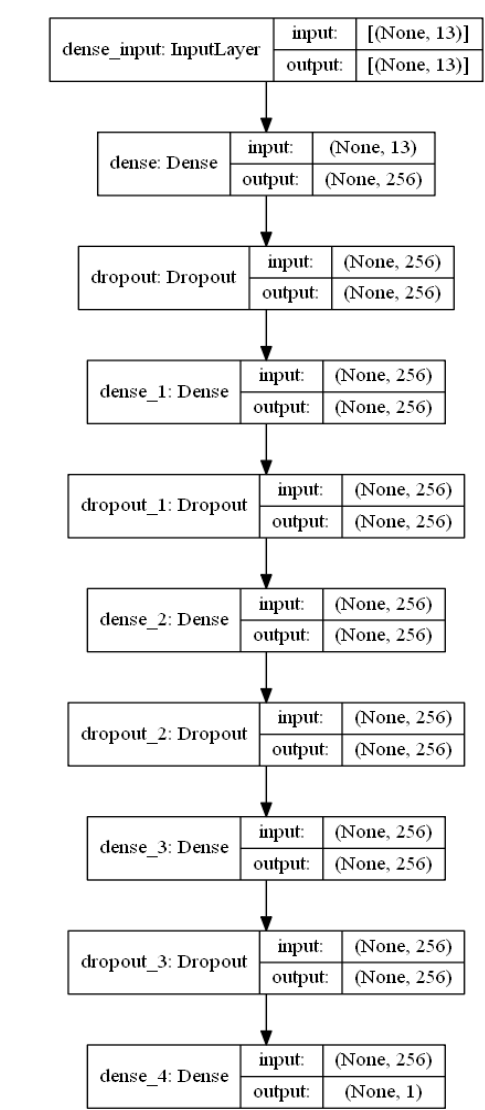 dense_input: InputLayer input: [(None, 13)]
output: [(None, 13)]
dense: Dense input: (None, 13)
output: (None, 256)
dropout: Dropout input: (None, 256)
output: (None, 256)
dense_1: Dense input: (None, 256)
output: (None, 256)
dropout_1: Dropout input: (None, 256)
output: (None, 256)
dense_2: Dense input: (None, 256)
output: (None, 256)
dropout_2: Dropout input: (None, 256)
output: (None, 256)
dense_3: Dense input: (None, 256)
output: (None, 256)
dropout_3: Dropout input: (None, 256)
output: (None, 256)
dense_4: Dense input: (None, 256)
output: (None, 1)